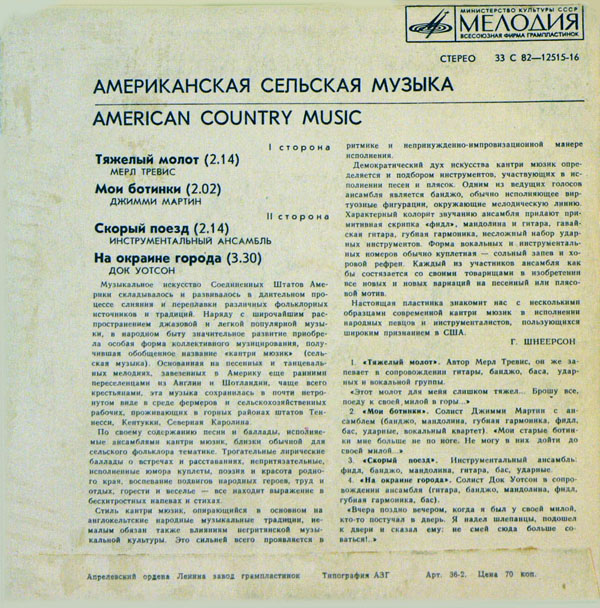 МИНИСТЕРСТВО КУЛЬТУРЫ СССР
МЕЛОДИЯ
ВСЕСОЮЗНАЯ ФИРМА ГРАМПЛАСТИНОК
СТЕРЕО 33 С 82—12515-16
АМЕРИКАНСКАЯ СЕЛЬСКАЯ МУЗЫКА
AMERICAN COUNTRY MUSIC
I сторона
Тяжелый молот (2.14)
МЕРЛ ТРЕВИС
Мои ботинки (2.02)
ДЖИММИ МАРТИН
II сторона
Скорый поезд (2.14)
ИНСТРУМЕНТАЛЬНЫЙ АНСАМБЛЬ
На окраине города (3.30)
ДОК УОТСОН
Музыкальное искусство Соединенных Штатов Аме-
рики складывалось и развивалось в длительном про-
цессе слияния и переплавки различных фольклорных
источников и традиций. Наряду с широчайшим рас-
пространением джазовой и легкой популярной музы-
ки, в народном быту значительное развитие приобре-
ла особая форма коллективного музицирования, полу-
чившая обобщенное название «кантри мюзик» (сель-
ская музыка). Основанная на песенных и танцеваль-
ных мелодиях, завезенных в Америку еще ранними
переселенцами из Англии и Шотландии, чаще всего
крестьянами, эта музыка сохранилась в почти нетро-
нутом виде в среде фермеров и сельскохозяйственных
рабочих, проживающих в горных районах штатов Тен-
несси, Кентукки, Северная Каролина.
По своему содержанию песни и баллады, исполняе-
мые ансамблями кантри мюзик, близки обычной для
сельского фольклора тематике. Трогательные лирические
баллады о встречах и расставаниях, непритязательные,
исполненные юмора куплеты, поэзия и красота родно-
го края, воспевание подвигов народных героев, труд и
отдых, горести и веселье — все находит выражение в
бесхитростных напевах и стихах.
Стиль кантри мюзик, опирающийся в основном на
англокельтские народные музыкальные традиции, не-
малым обязан также влияниям негритянской музы-
кальной культуры. Это сильней всего проявляется в
ритмике и непринужденно-импровизационной манере
исполнения.
Демократический дух искусства кантри мюзик опре-
деляется и подбором инструментов, участвующих в ис-
полнении песен и плясок. Одним из ведущих голосов
ансамбля является банджо, обычно исполняющее вир-
туозные фигурации, окружающие мелодическую линию.
Характерный колорит звучанию ансамбля придают при-
митивная скрипка «фидл», мандолина и гитара, гавай-
ская гитара, губная гармоника, несложный набор удар-
ных инструментов. Форма вокальных и инструменталь-
ных номеров обычно куплетная — сольный запев и хо-
ровой рефрен. Каждый из участников ансамбля как
бы состязается со своими товарищами в изобретении
все новых и новых вариаций на песенный или плясо-
вой мотив.
Настоящая пластинка знакомит нас с несколькими
образцами современной кантри мюзик в исполнении
народных певцов и инструменталистов, пользующихся
широким признанием в США.
Г. ШНЕЕРСОН
1. «Тяжелый молот». Автор Мерл Тревис, он же за-
певает в сопровождении гитары, банджо, баса, удар-
ных и вокальной группы.
«Этот молот для меня слишком тяжел... Брошу все,
поеду к своей милой в горы...»
2. «Мои ботинки». Солист Джимми Мартин с ан-
самблем (банджо, мандолина, губная гармоника, фидл,
бас, ударные, вокальный квартет). «Мои старые ботин-
ки мне больше не по ноге. Не могу в них дойти до
своей милой...»
3. «Скорый поезд». Инструментальный ансамбль:
фидл, банджо, мандолина, гитара, бас, ударные.
4. «На окраине города». Солист Док Уотсон в сопро-
вождении ансамбля (гитара, банджо, мандолина, фидл,
губная гармоника, бас).
«Вчера поздно вечером, когда я был у своей милой,
кто-то постучал в дверь. Я надел шлепанцы, подошел
к двери и сказал ему: не смей сюда больше со-
ваться!..»
Апрелевский ордена Ленина завод грампластинок Типография АЗГ Арт. 36-2. Цена 70 коп.